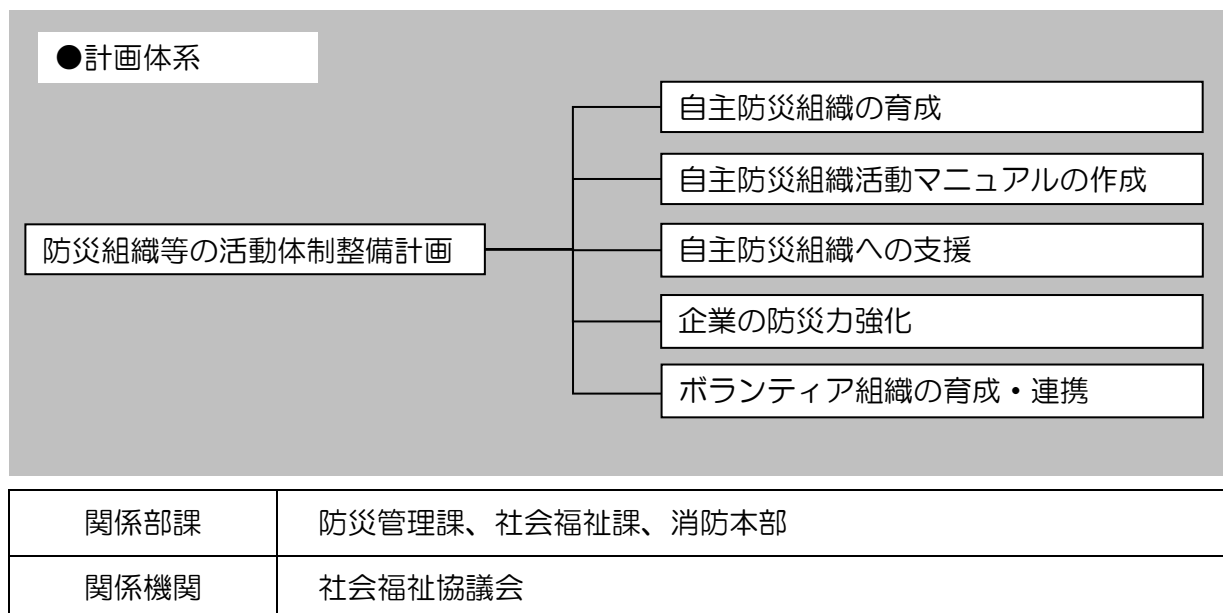 ●計画体系
自主防災組織の育成
自主防災組織活動マニュアルの作成
防災組織等の活動体制整備計画
自主防災組織への支援
企業の防災力強化
ボランティア組織の育成・連携
関係部課 防災管理課、社会福祉課、消防本部
関係機関 社会福祉協議会